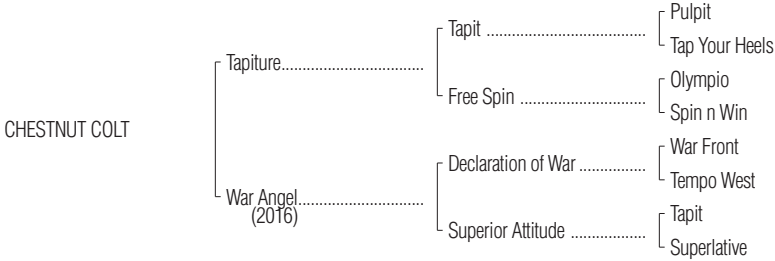 Pulpit
Tapit ....................................
Tap Your Heels
Tapiture................................
Olympio
Free Spin ............................
Spin n Win
CHESTNUT COLT
War Front
Declaration of War ...............
Tempo West
War Angel............................
(2016)
Tapit
Superior Attitude .................
Superlative